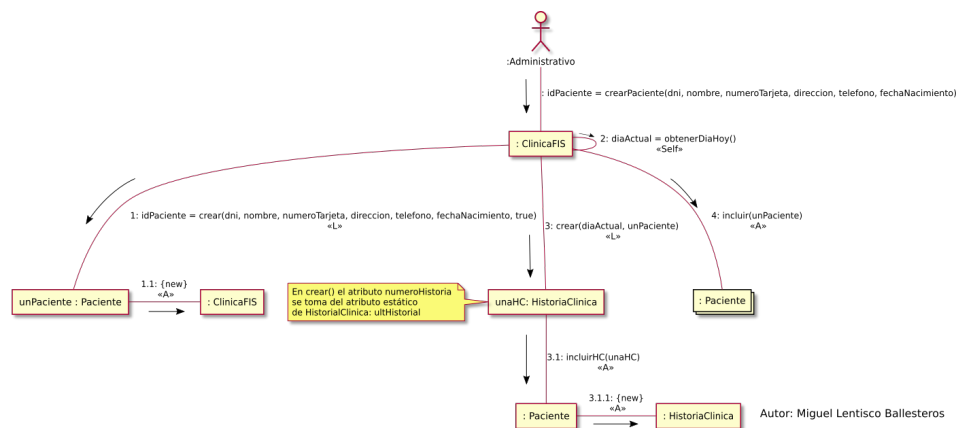 :Administrativo
: idPaciente = crearPaciente(dni, nombre, numeroTarjeta, direccion, telefono, fechaNacimiento)
: ClinicaFIS
2: diaActual = obtenerDiaHoy()
«Self»
1: idPaciente = crear(dni, nombre, numeroTarjeta, direccion, telefono, fechaNacimiento, true)
«L»
3: crear(diaActual, unPaciente)
«L»
4: incluir(unPaciente)
«A»
unPaciente : Paciente
1.1: {new}
«A»
: ClinicaFIS
En crear() el atributo numeroHistoria
se toma del atributo estático
de HistorialClinica: ultHistorial
unaHC: HistoriaClinica
: Paciente
3.1: incluirHC(unaHC)
«A»
: Paciente
3.1.1: {new}
«A»
: HistoriaClinica
Autor: Miguel Lentisco Ballesteros